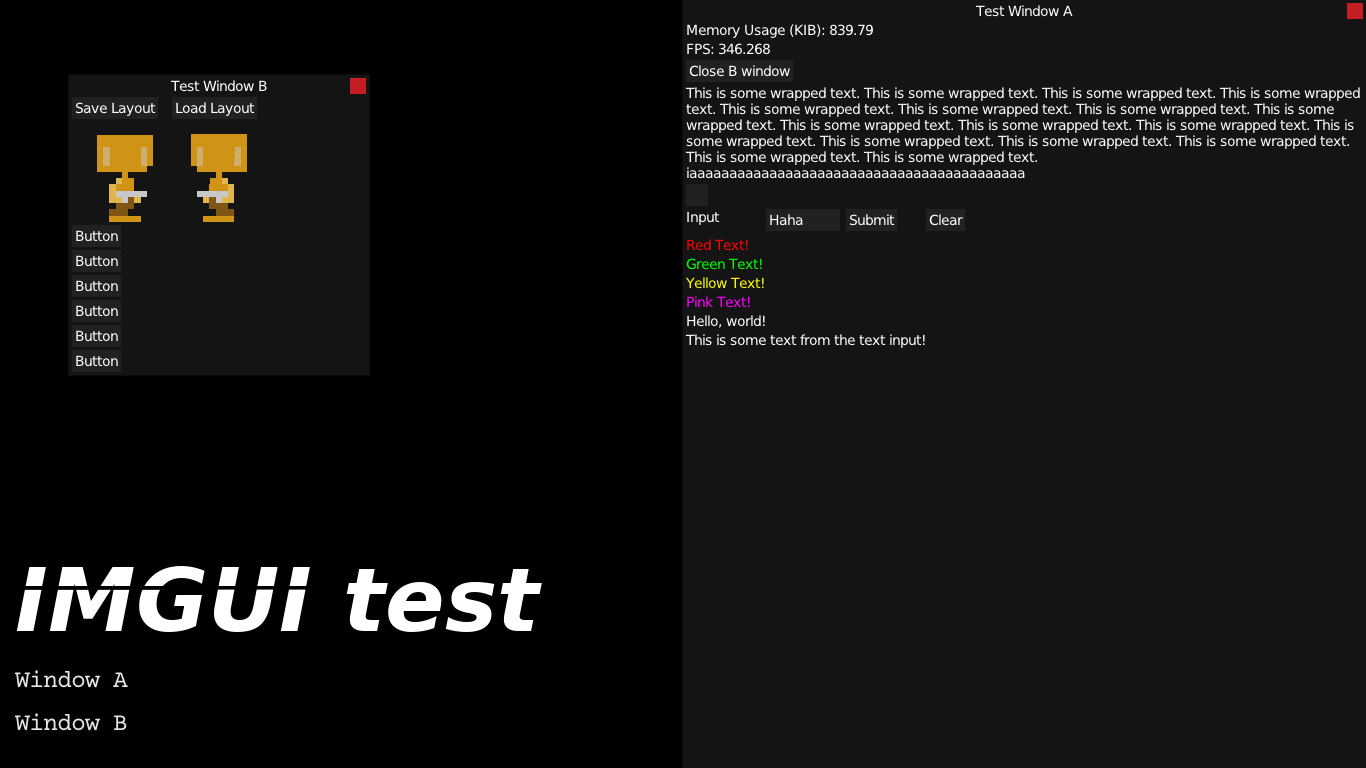 Test Window B
Save Layout Load Layout
Button
Button
Button
Button
Button
Button
IMGUI test
Window A
Window B
Test Window A
Memory Usage (KIB): 839.79
FPS: 346.268
Close B window
This is some wrapped text. This is some wrapped text. This is some wrapped text. This is some wrapped
text. This is some wrapped text. This is some wrapped text. This is some wrapped text. This is some
wrapped text. This is some wrapped text. This is some wrapped text. This is some wrapped text. This is
some wrapped text. This is some wrapped text. This is some wrapped text. This is some wrapped text.
This is some wrapped text. This is some wrapped text.
iaaaaaaaaaaaaaaaaaaaaaaaaaaaaaaaaaaaaaaaaaa
Input Haha Submit Clear
Red Text!
Green Text!
Yellow Text!
Pink Text!
Hello, world!
This is some text from the text input!